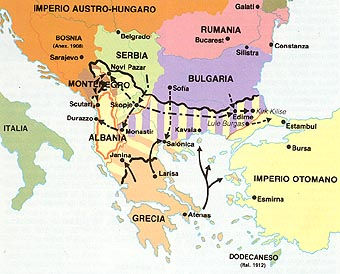 IMPERIO AUSTRO-HUNGARO
Galati
RUMANIA
Belgrado
Bucarest
Constanza
BOSNIA
(Anex. 1908)
SERBIA
Silistra
Sarajevo
Novi Pazar
BULGARIA
MONTENEGRO
Sofía
Scutari
Skopje
Kirk Kilise
Edirne
Durazzo
Lule Burgas
Estambul
ITALIA
Monastir
Kavala
ALBANIA
Salónica
Bursa
Janina
Larisa
IMPERIO OTOMANO
Esmirna
GRECIA
Atenas
DODECANESO
(Ital. 1912)